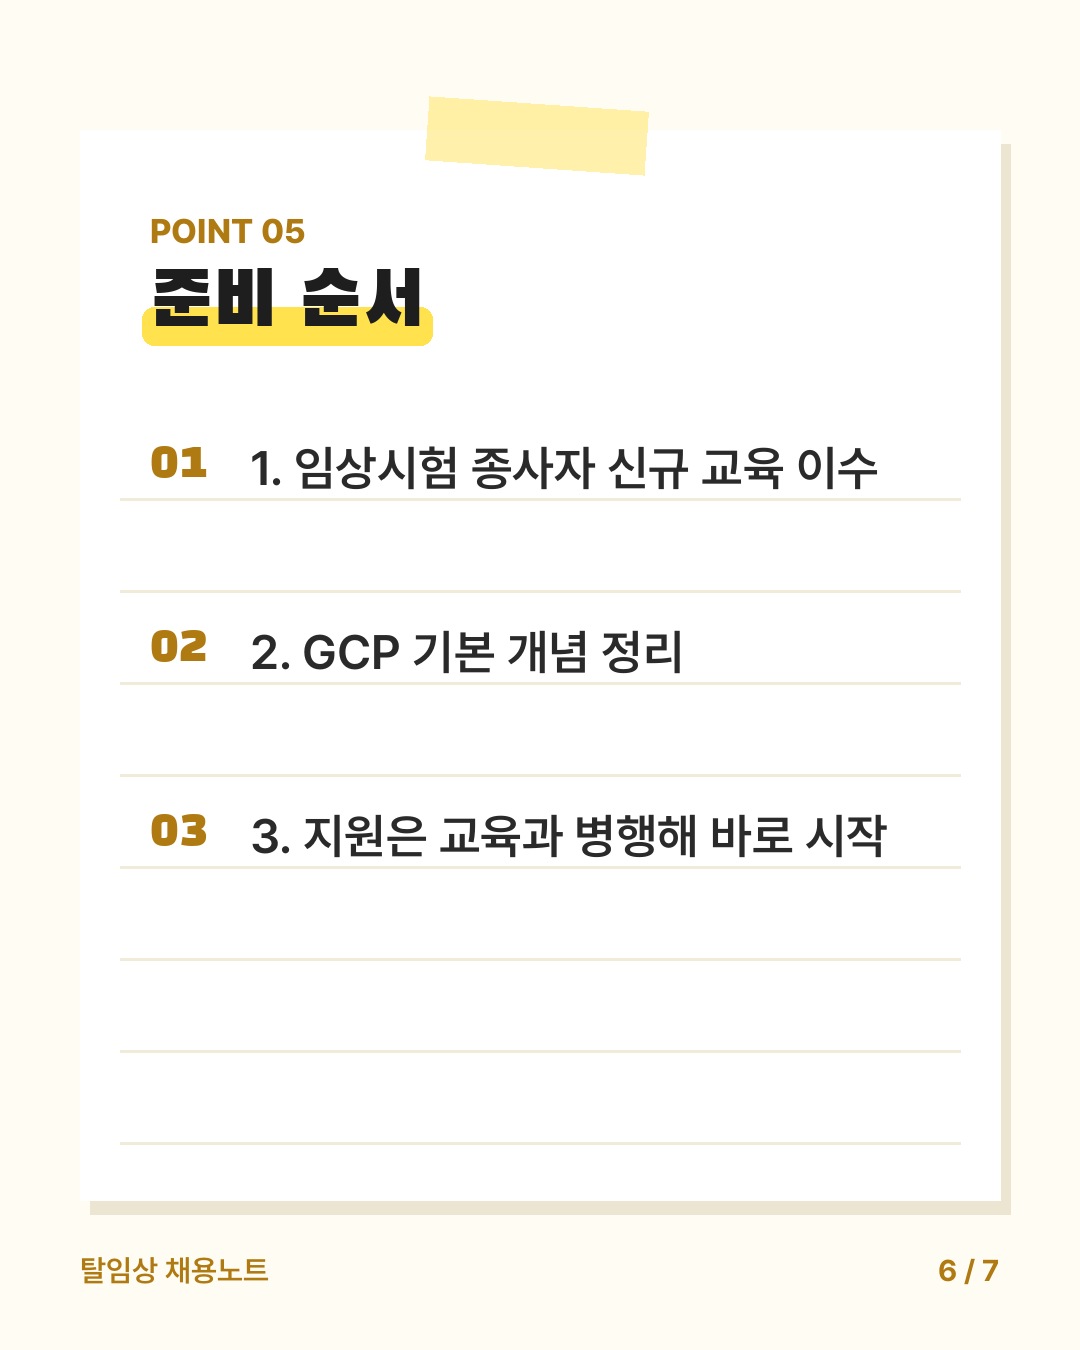 POINT 05
준비 순서
01 1. 임상시험 종사자 신규 교육 이수
02 2. GCP 기본 개념 정리
03 3. 지원은 교육과 병행해 바로 시작
탈임상 채용노트
6 / 7